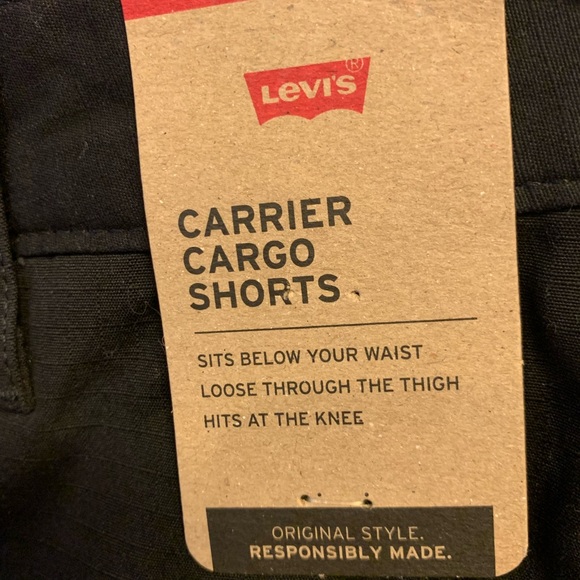 Levi's®
CARRIER
CARGO
SHORTS
SITS BELOW YOUR WAIST
LOOSE THROUGH THE THIGH
HITS AT THE KNEE
ORIGINAL STYLE.
RESPONSIBLY MADE.